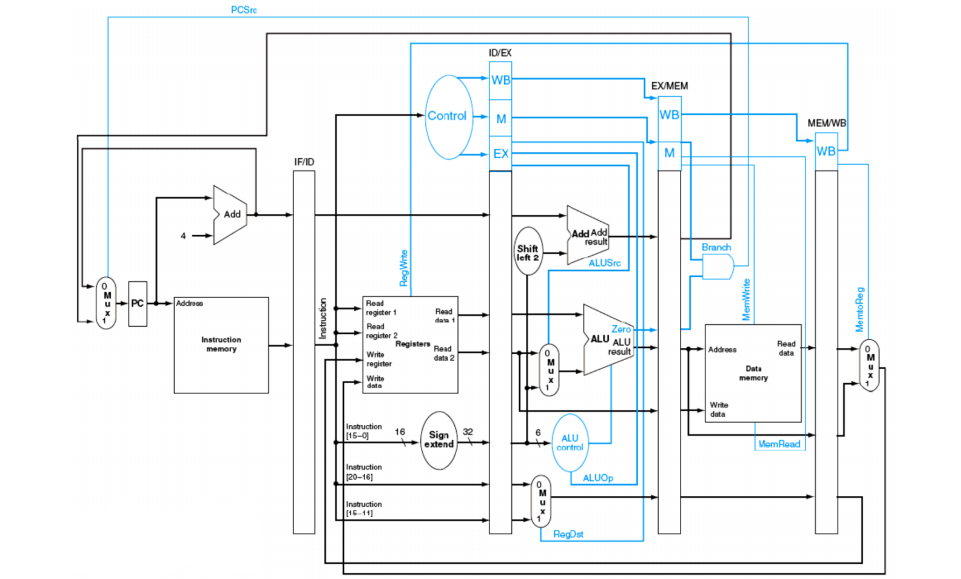 PCSrc
ID/EX
WB
EX/MEM
Control
M
WB
MEM/WB
EX
M
WB
IF/ID
Add
4
Add Add
result
Shift
left 2
ALUSrc
Branch
RegWrite
MemWrite
MemtoReg
0
M
u
x
1
PC
Address
Instruction
memory
Instruction
Read
register 1
Read
data 1
Read
register 2
Registers
Read
data 2
Write
register
Write
data
0
M
u
x
1
Zero
ALU
ALU
result
Address
Read
data
Data
memory
Write
data
MemRead
0
M
u
x
1
Instruction
[15–0]
16
Sign
extend
32
6
ALU
control
ALUOp
Instruction
[20–16]
Instruction
[15–11]
0
M
u
x
1
RegDst